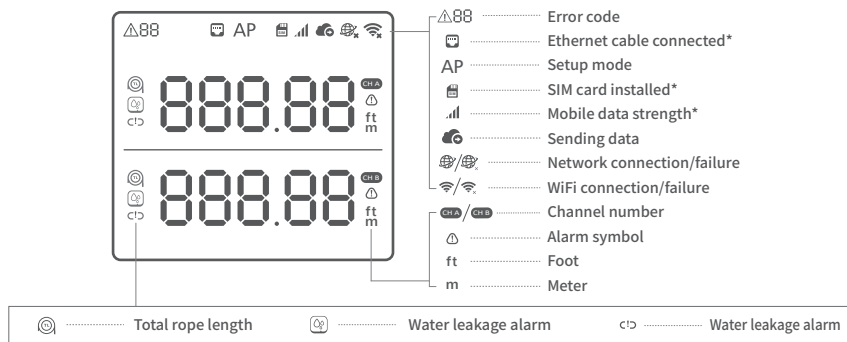 88 AP
Error code
Ethernet cable connected*
AP Setup mode
SIM card installed*
Mobile data strength*
Sending data
Network connection/failure
WiFi connection/failure
CH A / CH B Channel number
Alarm symbol
ft Foot
m Meter
888.88 CH A
ft
m
888.88 CH B
ft
m
Total rope length Water leakage alarm Water leakage alarm